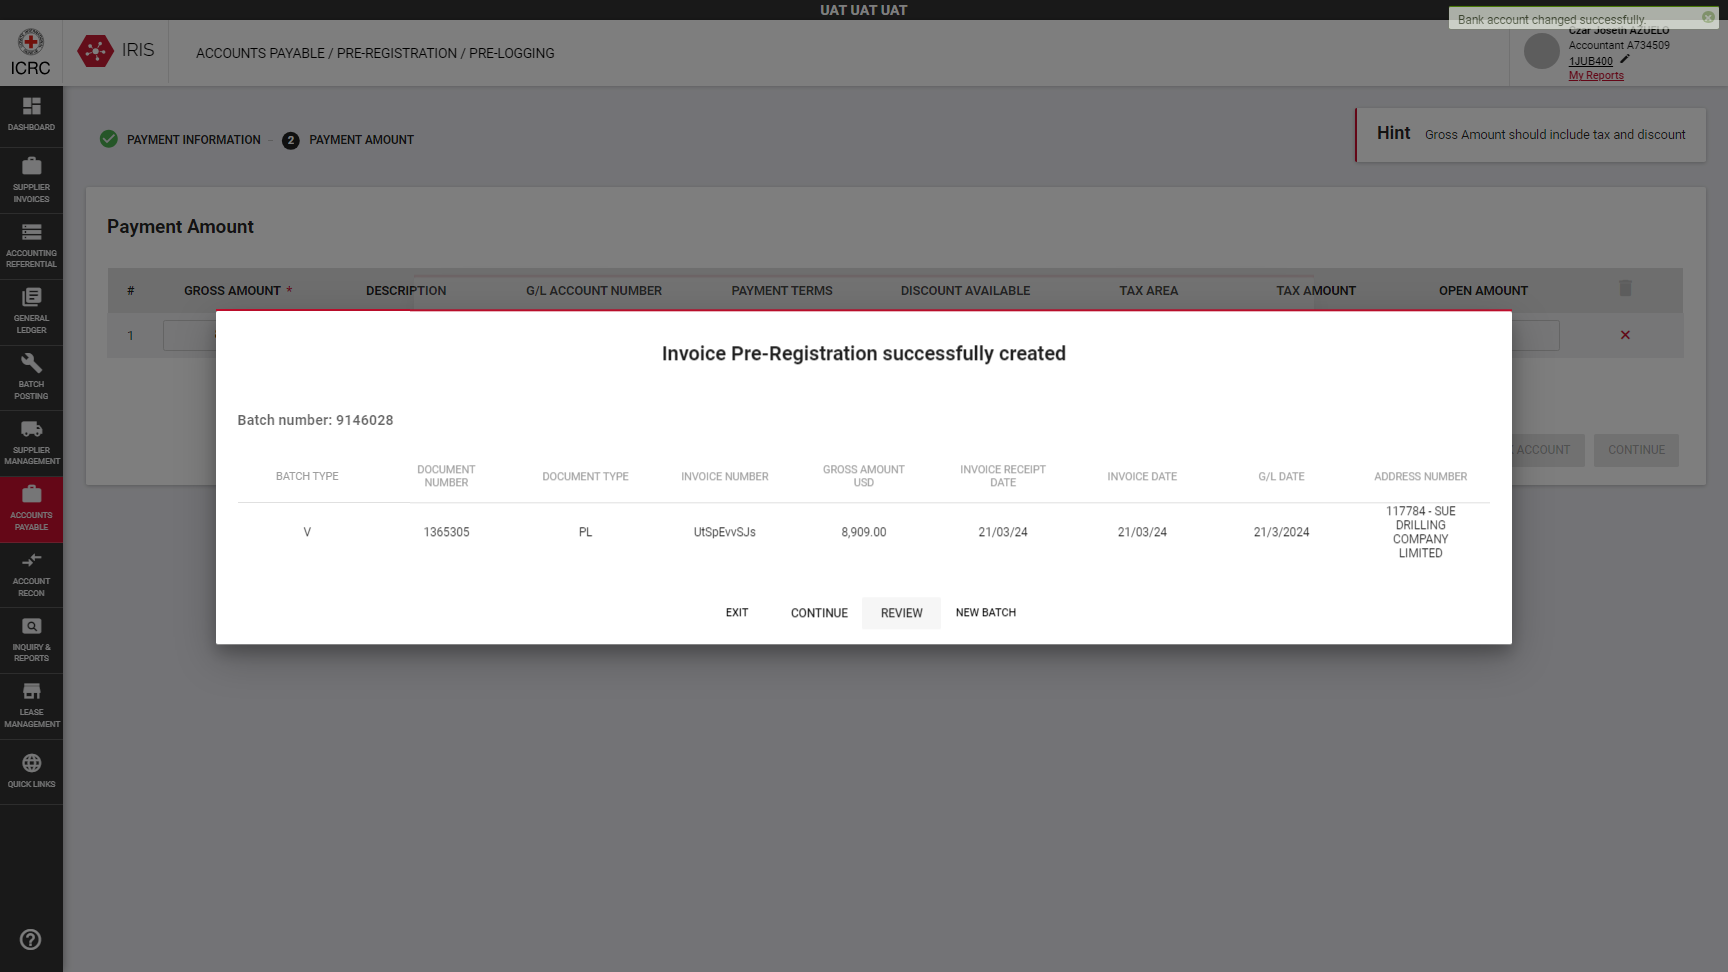 UAT UAT UAT
Bank account changed successfully.
ICRC
IRIS
ACCOUNTS PAYABLE / PRE-REGISTRATION / PRE-LOGGING
Czar Joseth AZUELO
Accountant A734509
1JUB400
My Reports
DASHBOARD
SUPPLIER
INVOICES
ACCOUNTING
REFERENTIAL
GENERAL
LEDGER
BATCH
POSTING
SUPPLIER
MANAGEMENT
ACCOUNTS
PAYABLE
ACCOUNT
RECON
INQUIRY &
REPORTS
LEASE
MANAGEMENT
QUICK LINKS
PAYMENT INFORMATION
2 PAYMENT AMOUNT
Hint Gross Amount should include tax and discount
Payment Amount
# GROSS AMOUNT * DESCRIPTION G/L ACCOUNT NUMBER PAYMENT TERMS DISCOUNT AVAILABLE TAX AREA TAX AMOUNT OPEN AMOUNT
1
ACCOUNT CONTINUE
Invoice Pre-Registration successfully created
Batch number: 9146028
BATCH TYPE DOCUMENT NUMBER DOCUMENT TYPE INVOICE NUMBER GROSS AMOUNT USD INVOICE RECEIPT DATE INVOICE DATE G/L DATE ADDRESS NUMBER
V 1365305 PL UtSpEvvSJs 8,909.00 21/03/24 21/03/24 21/3/2024 117784 - SUE
DRILLING
COMPANY
LIMITED
EXIT CONTINUE REVIEW NEW BATCH